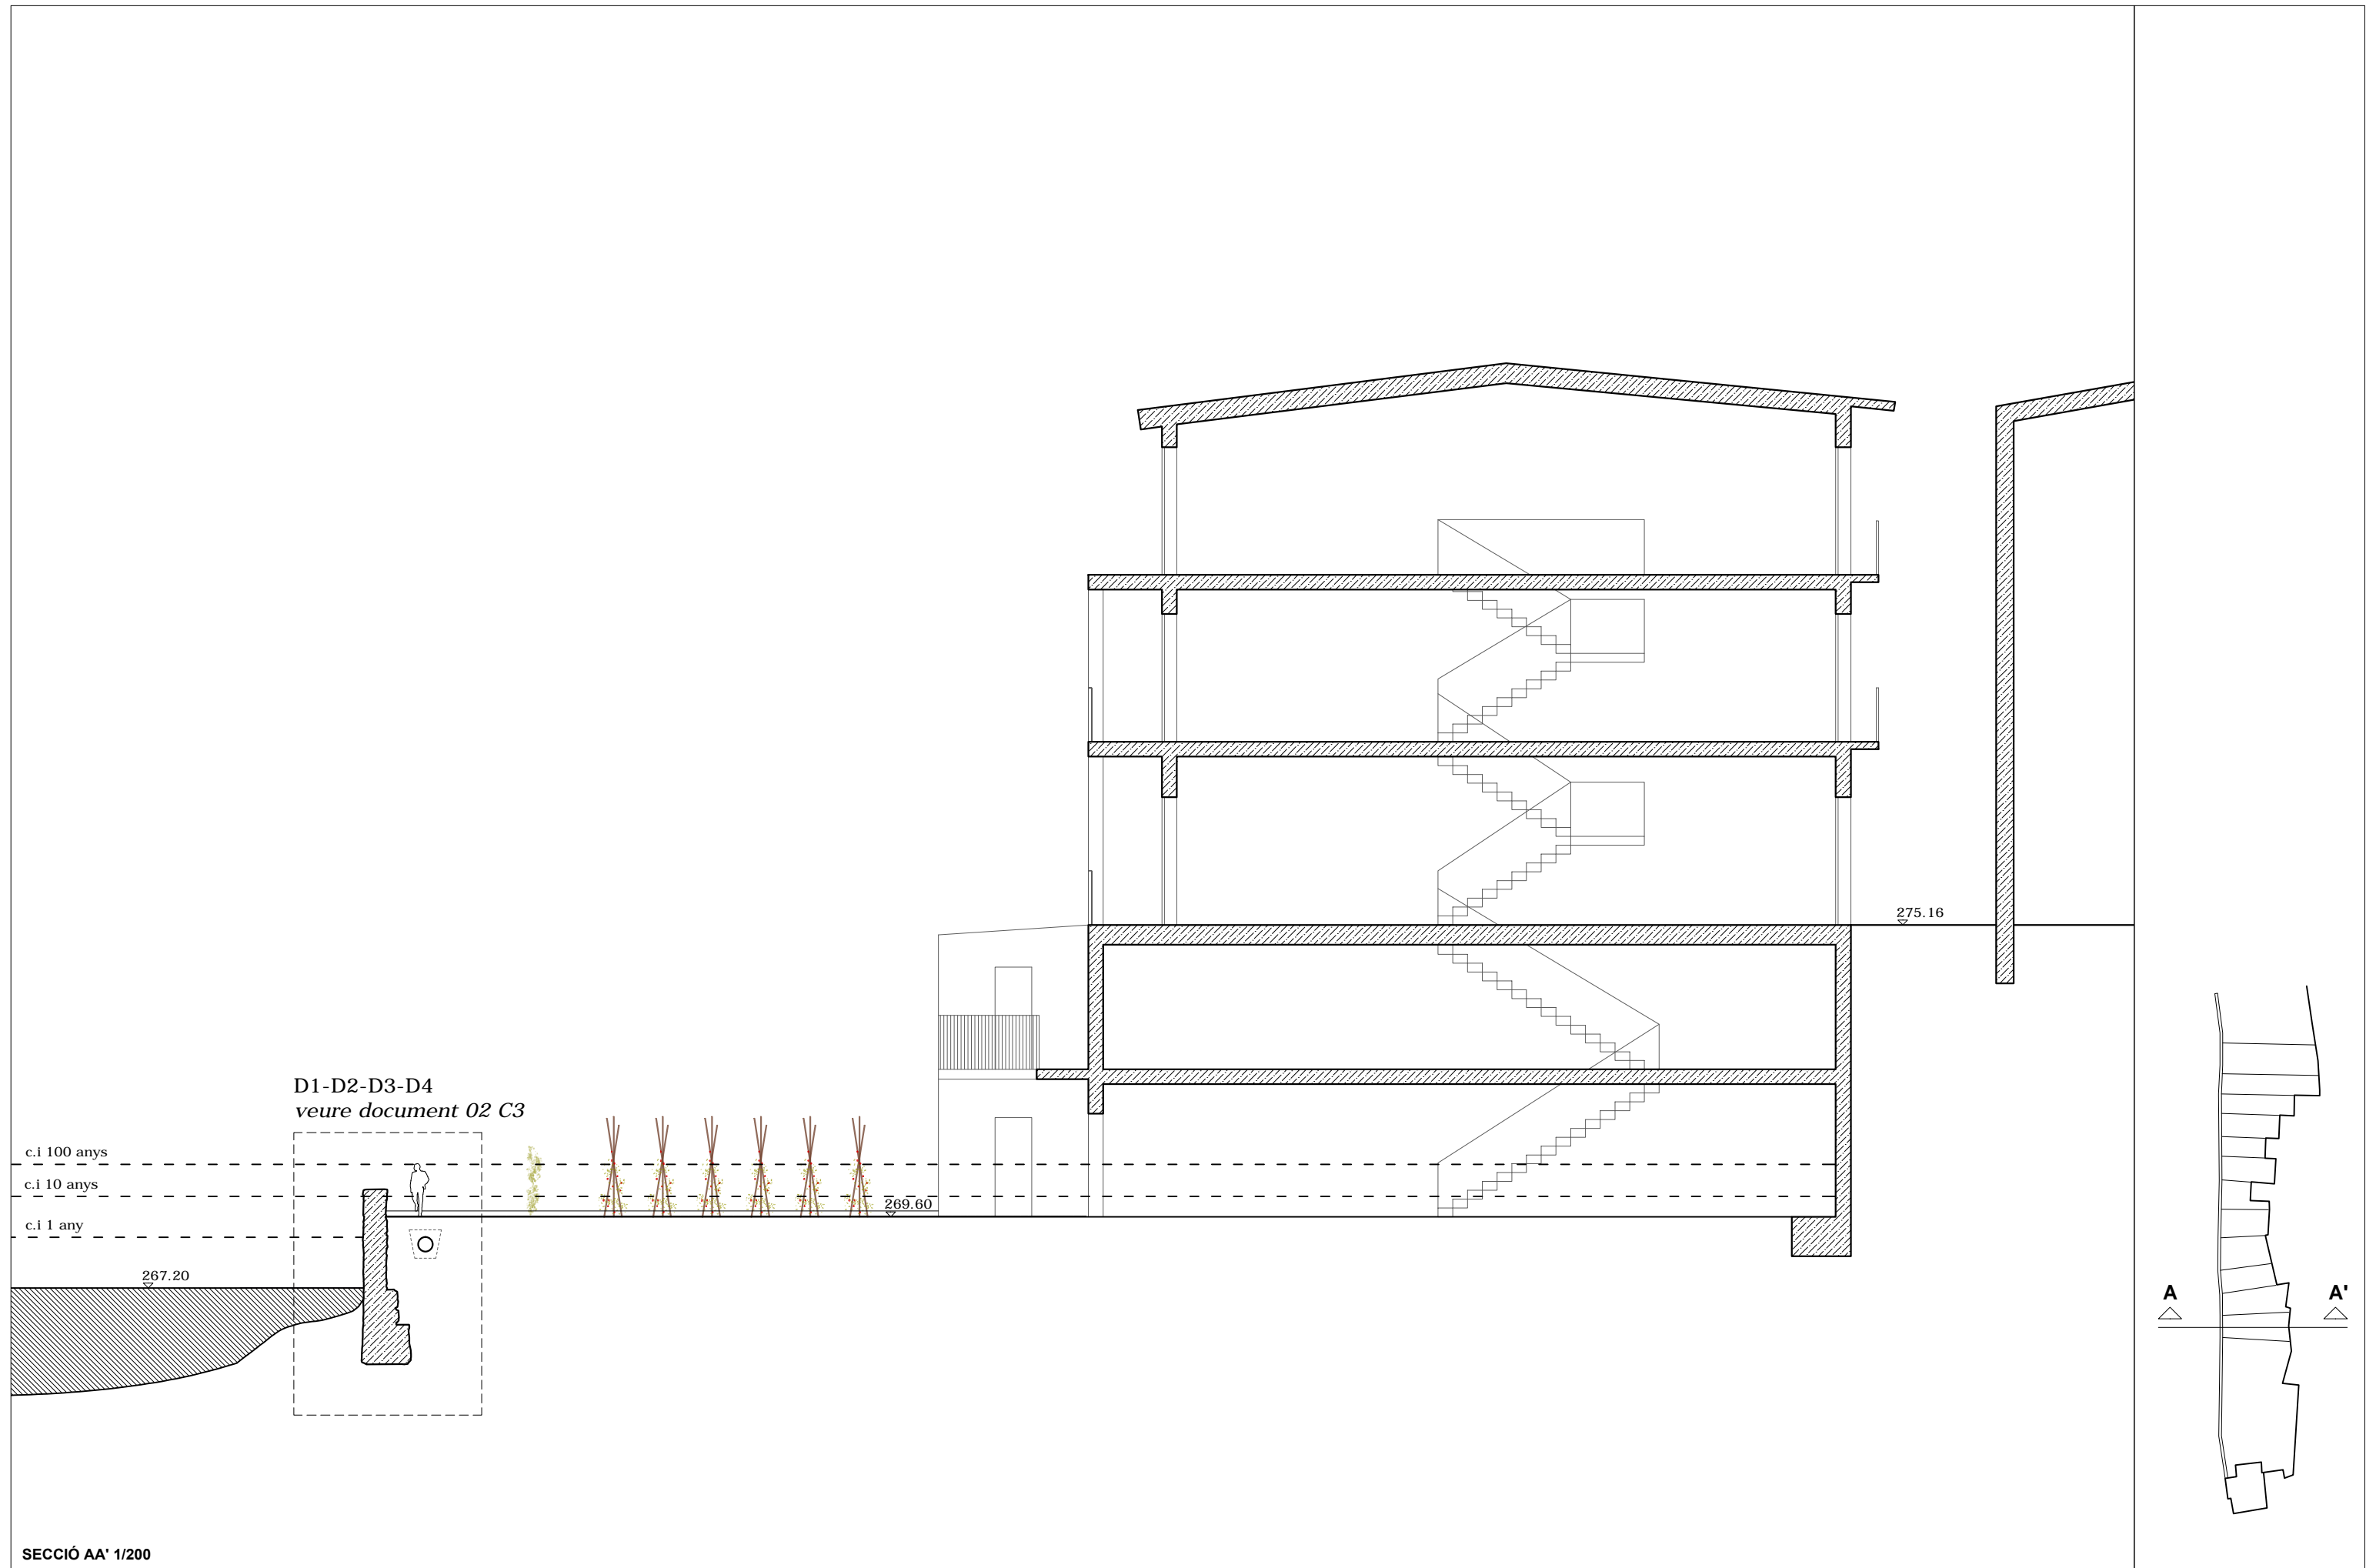 275.16
D1-D2-D3-D4
veure document 02 C3
c.i 100 anys
c.i 10 anys
269.60
c.i 1 any
267.20
A
A'
SECCIÓ AA' 1/200